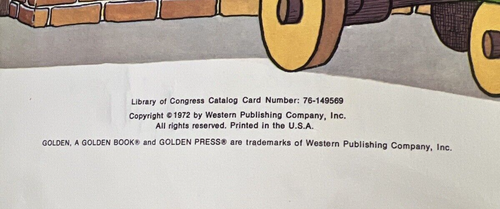 Library of Congress Catalog Card Number: 76-149569
Copyright © 1972 by Western Publishing Company, Inc.
All rights reserved. Printed in the U.S.A.
GOLDEN, A GOLDEN BOOK® and GOLDEN PRESS® are trademarks of Western Publishing Company, Inc.